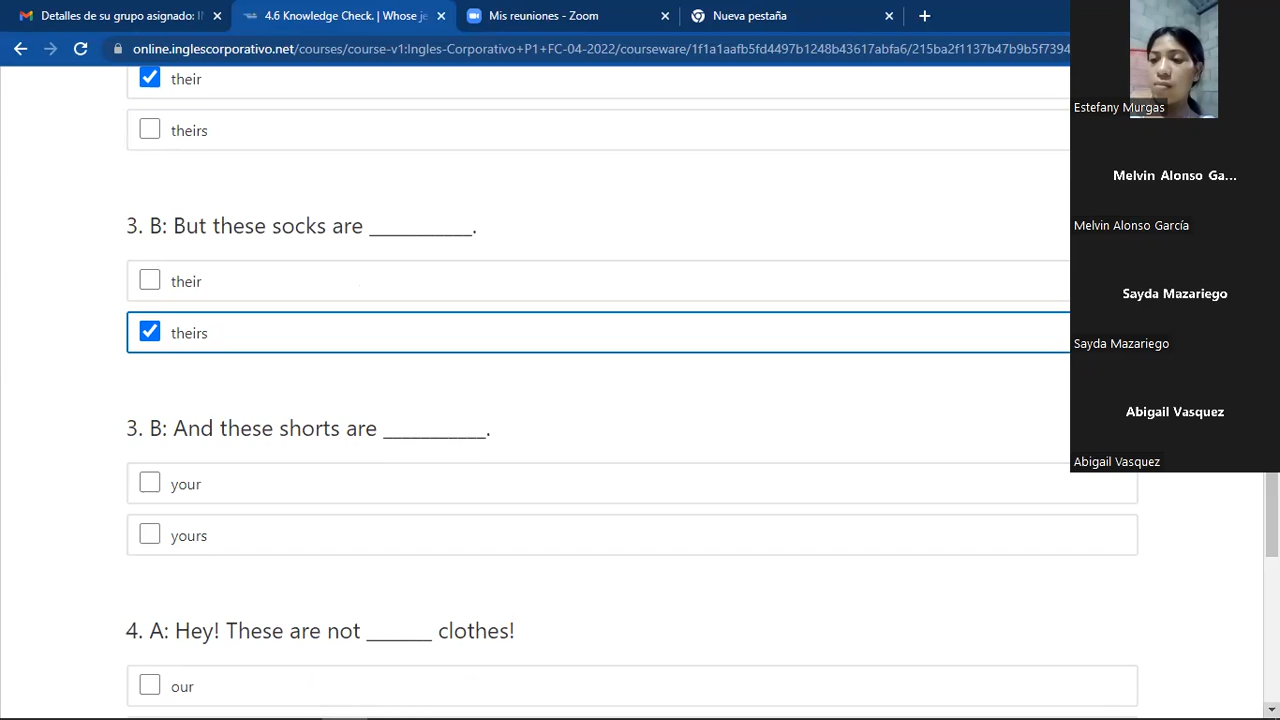 Detalles de su grupo asignado: I
4.6 Knowledge Check. | Whose je
Mis reuniones - Zoom
Nueva pestaña
online.inglescorporativo.net/courses/course-v1:Ingles-Corporativo+P1+FC-04-2022/courseware/1f1a1aafb5fd4497b1248b43617abfa6/215ba2f1137b47b9b5f7394
their
theirs
3. B: But these socks are ___________.
their
theirs
3. B: And these shorts are ___________.
your
yours
4. A: Hey! These are not _______ clothes!
our
Estefany Murgas
Melvin Alonso Ga...
Melvin Alonso García
Sayda Mazariego
Sayda Mazariego
Abigail Vasquez
Abigail Vasquez